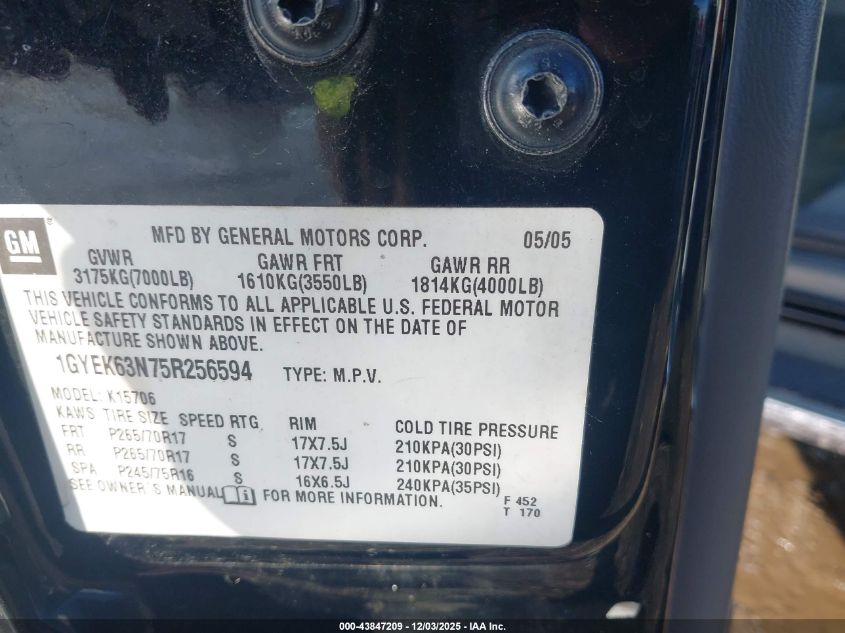 GM
MFD BY GENERAL MOTORS CORP. 05/05
GVWR GAWR FRT GAWR RR
3175KG(7000LB) 1610KG(3550LB) 1814KG(4000LB)
THIS VEHICLE CONFORMS TO ALL APPLICABLE U.S. FEDERAL MOTOR
VEHICLE SAFETY STANDARDS IN EFFECT ON THE DATE OF
MANUFACTURE SHOWN ABOVE.
1GYEK63N75R256594 TYPE: M.P.V.
MODEL: K15706
KAWS TIRE SIZE SPEED RTG RIM COLD TIRE PRESSURE
FRT P265/70R17 S 17X7.5J 210KPA(30PSI)
RR P265/70R17 S 17X7.5J 210KPA(30PSI)
SPA P245/75R16 S 16X6.5J 240KPA(35PSI)
SEE OWNER'S MANUAL i FOR MORE INFORMATION. F 452
T 170
000-43847209 - 12/03/2025 - IAA Inc.